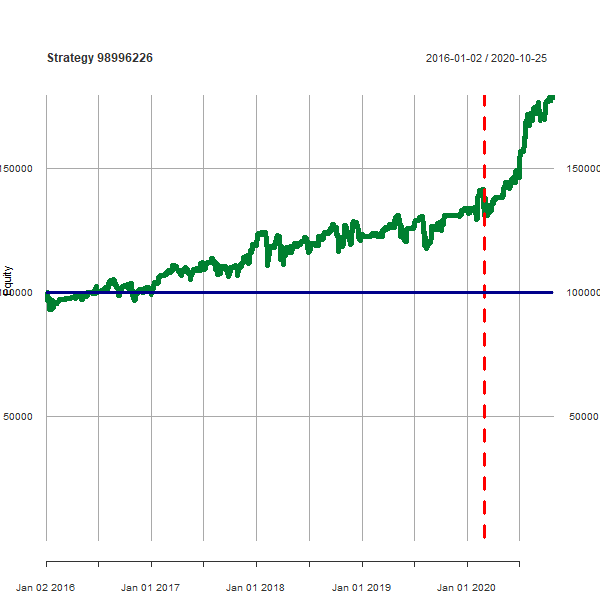 Strategy 98996226
2016-01-02 / 2020-10-25
150000
150000
Equity
100000
100000
50000
50000
Jan 02 2016
Jan 01 2017
Jan 01 2018
Jan 01 2019
Jan 01 2020